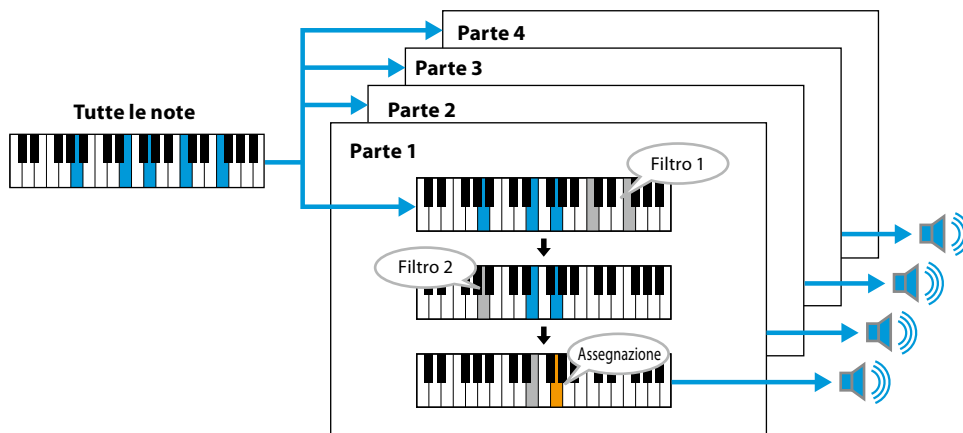 Parte 4
Parte 3
Parte 2
Tutte le note
Parte 1
Filtro 1
Filtro 2
Assegnazione